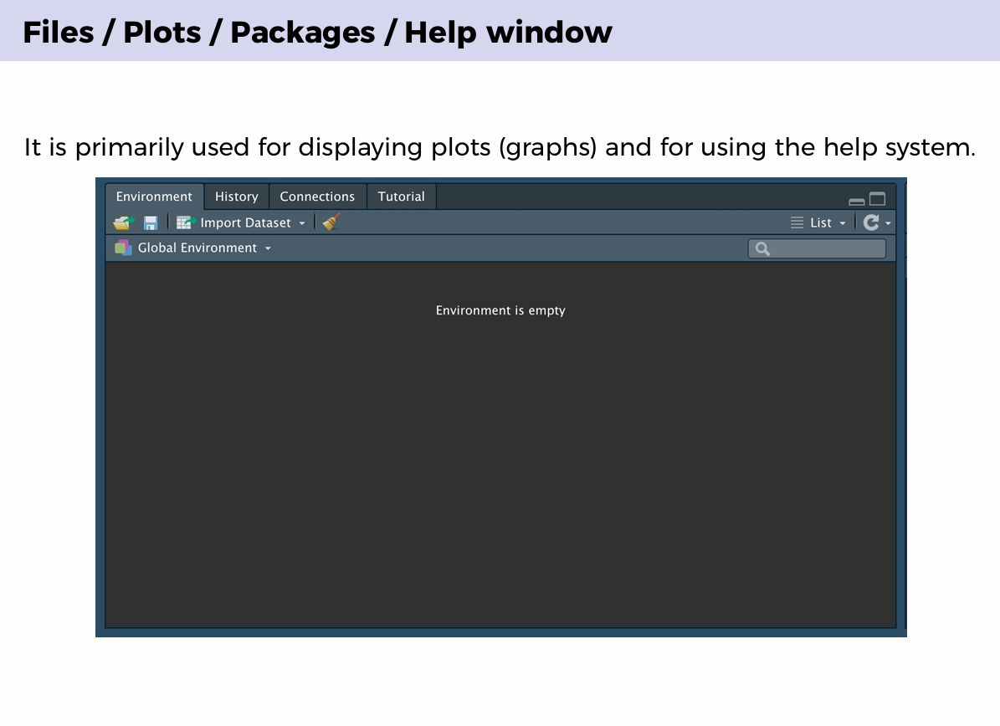 Files / Plots / Packages / Help window
It is primarily used for displaying plots (graphs) and for using the help system.
Environment History Connections Tutorial
Import Dataset List
Global Environment
Environment is empty